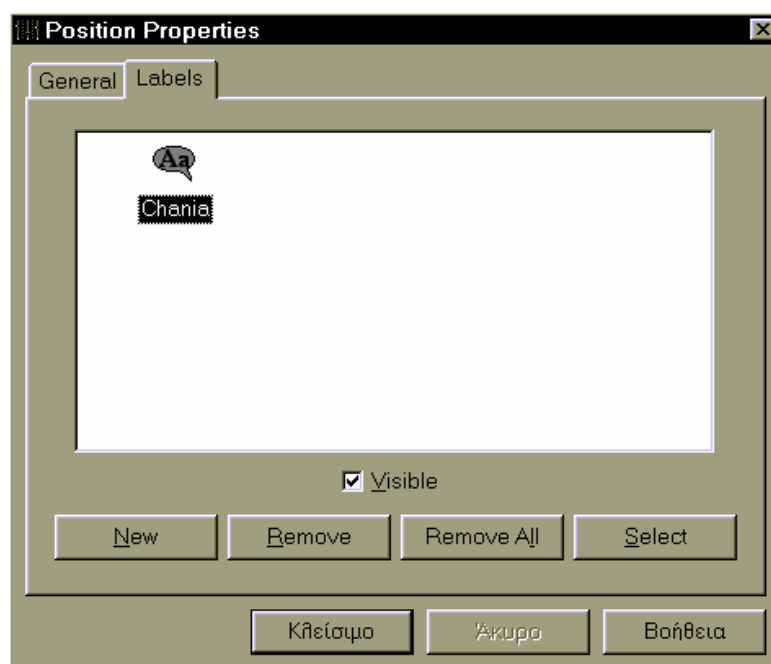 Position Properties
General Labels
Aa
Chania
Visible
New Remove Remove All Select
Κλείσιμο Άκυρο Βοήθεια